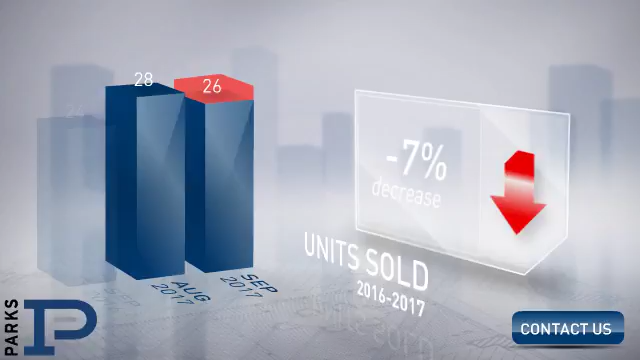 28
26
-7%
decrease
UNITS SOLD
2016-2017
AUG
2017
SEP
2017
PARKS
P
CONTACT US